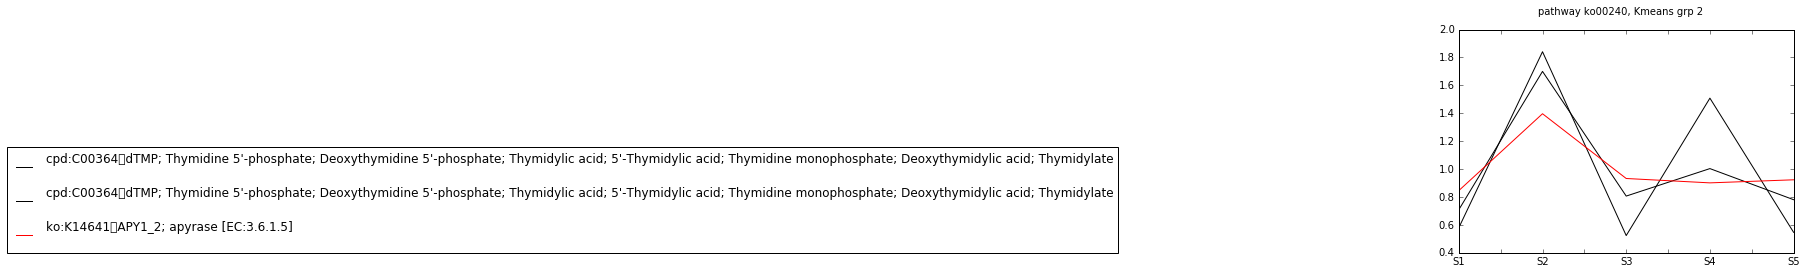 pathway ko00240, Kmeans grp 2
2.0
1.8
1.6
1.4
1.2
1.0
0.8
0.6
0.4
S1 S2 S3 S4 S5
cpd:C00364▯dTMP; Thymidine 5'-phosphate; Deoxythymidine 5'-phosphate; Thymidylic acid; 5'-Thymidylic acid; Thymidine monophosphate; Deoxythymidylic acid; Thymidylate
cpd:C00364▯dTMP; Thymidine 5'-phosphate; Deoxythymidine 5'-phosphate; Thymidylic acid; 5'-Thymidylic acid; Thymidine monophosphate; Deoxythymidylic acid; Thymidylate
ko:K14641▯APY1_2; apyrase [EC:3.6.1.5]